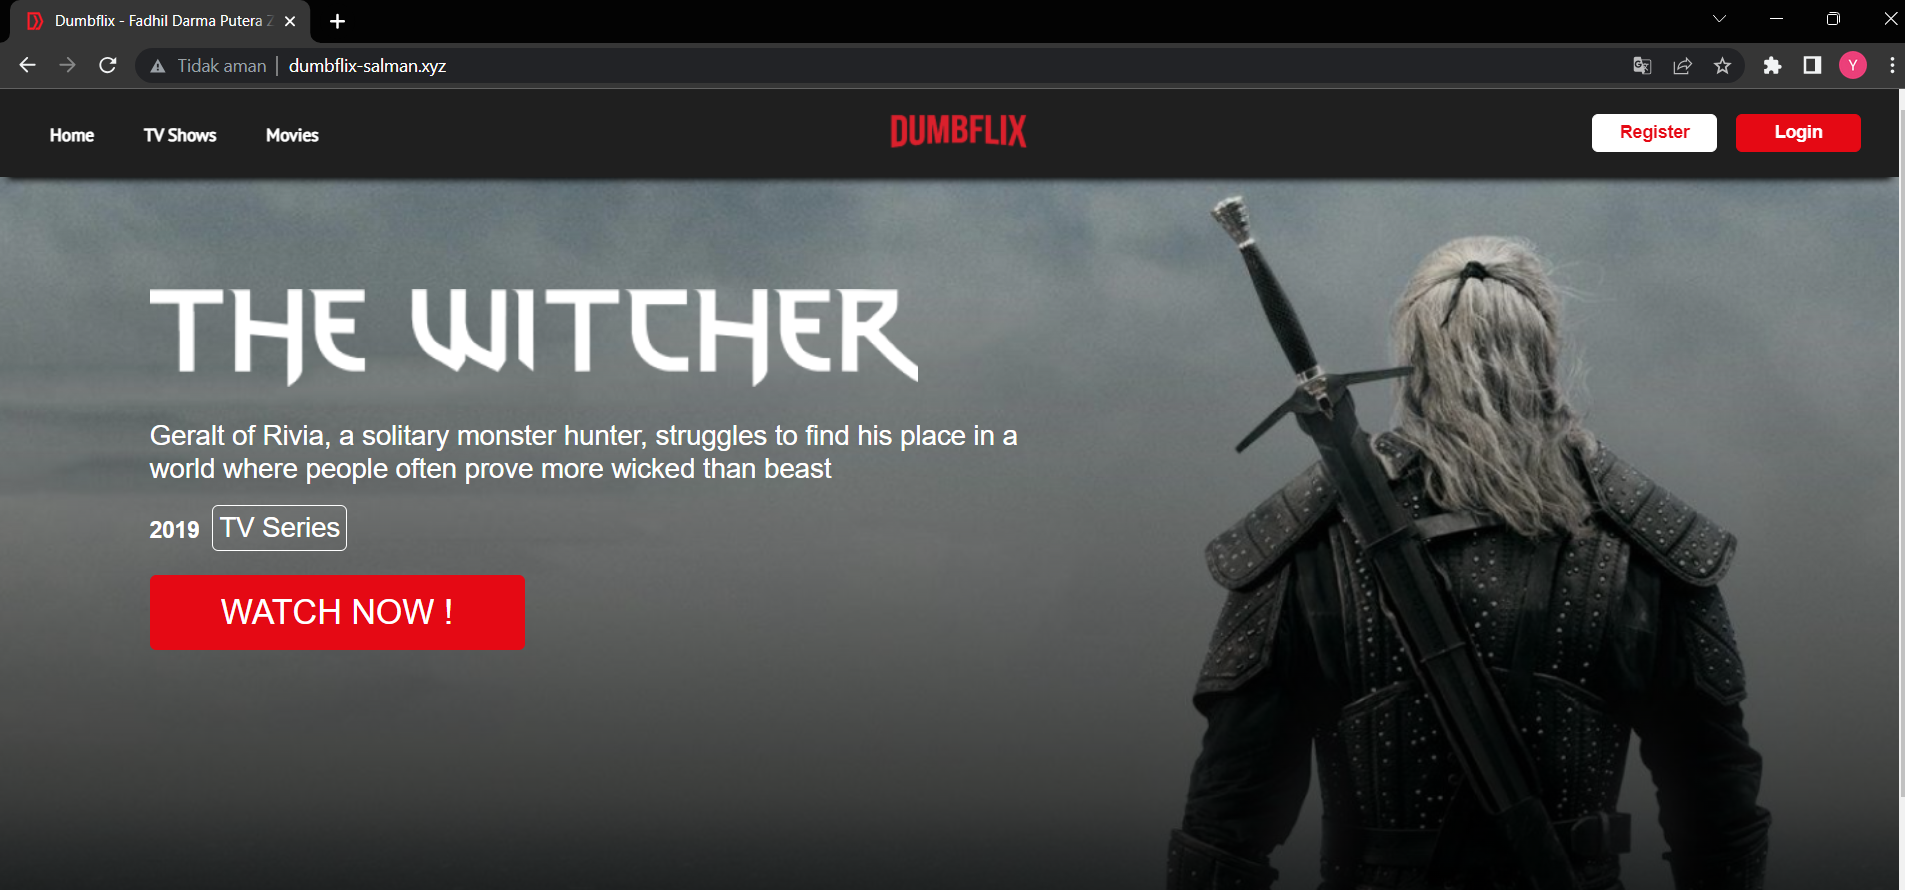 Dumbflix - Fadhil Darma Putera Z
Tidak aman
dumbflix-salman.xyz
Y
Home
TV Shows
Movies
DUMBFLIX
Register
Login
THE WITCHER
Geralt of Rivia, a solitary monster hunter, struggles to find his place in a
world where people often prove more wicked than beast
2019
TV Series
WATCH NOW !